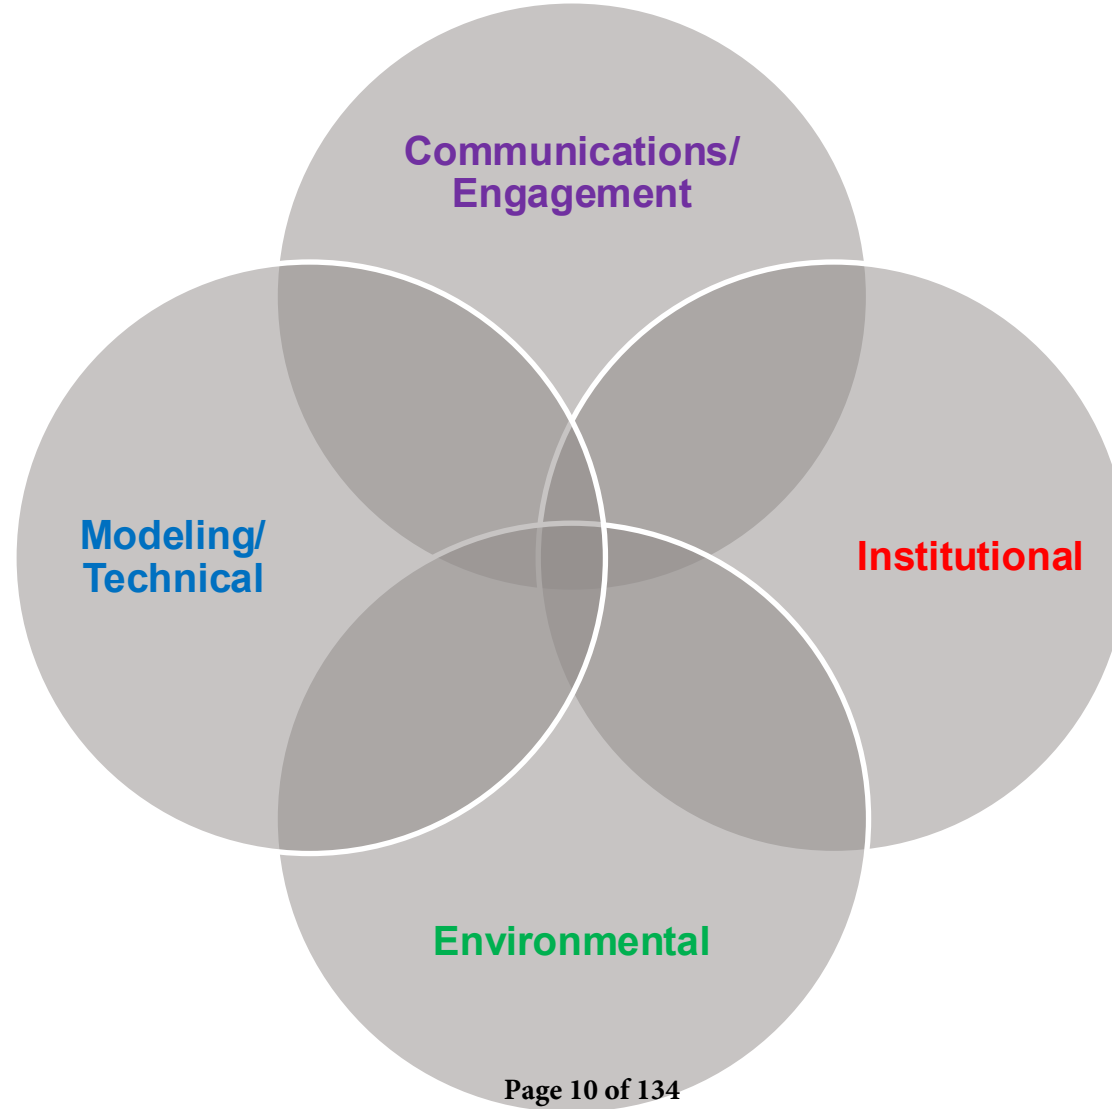 Communications/
Engagement
Modeling/
Technical
Institutional
Environmental
Page 10 of 134